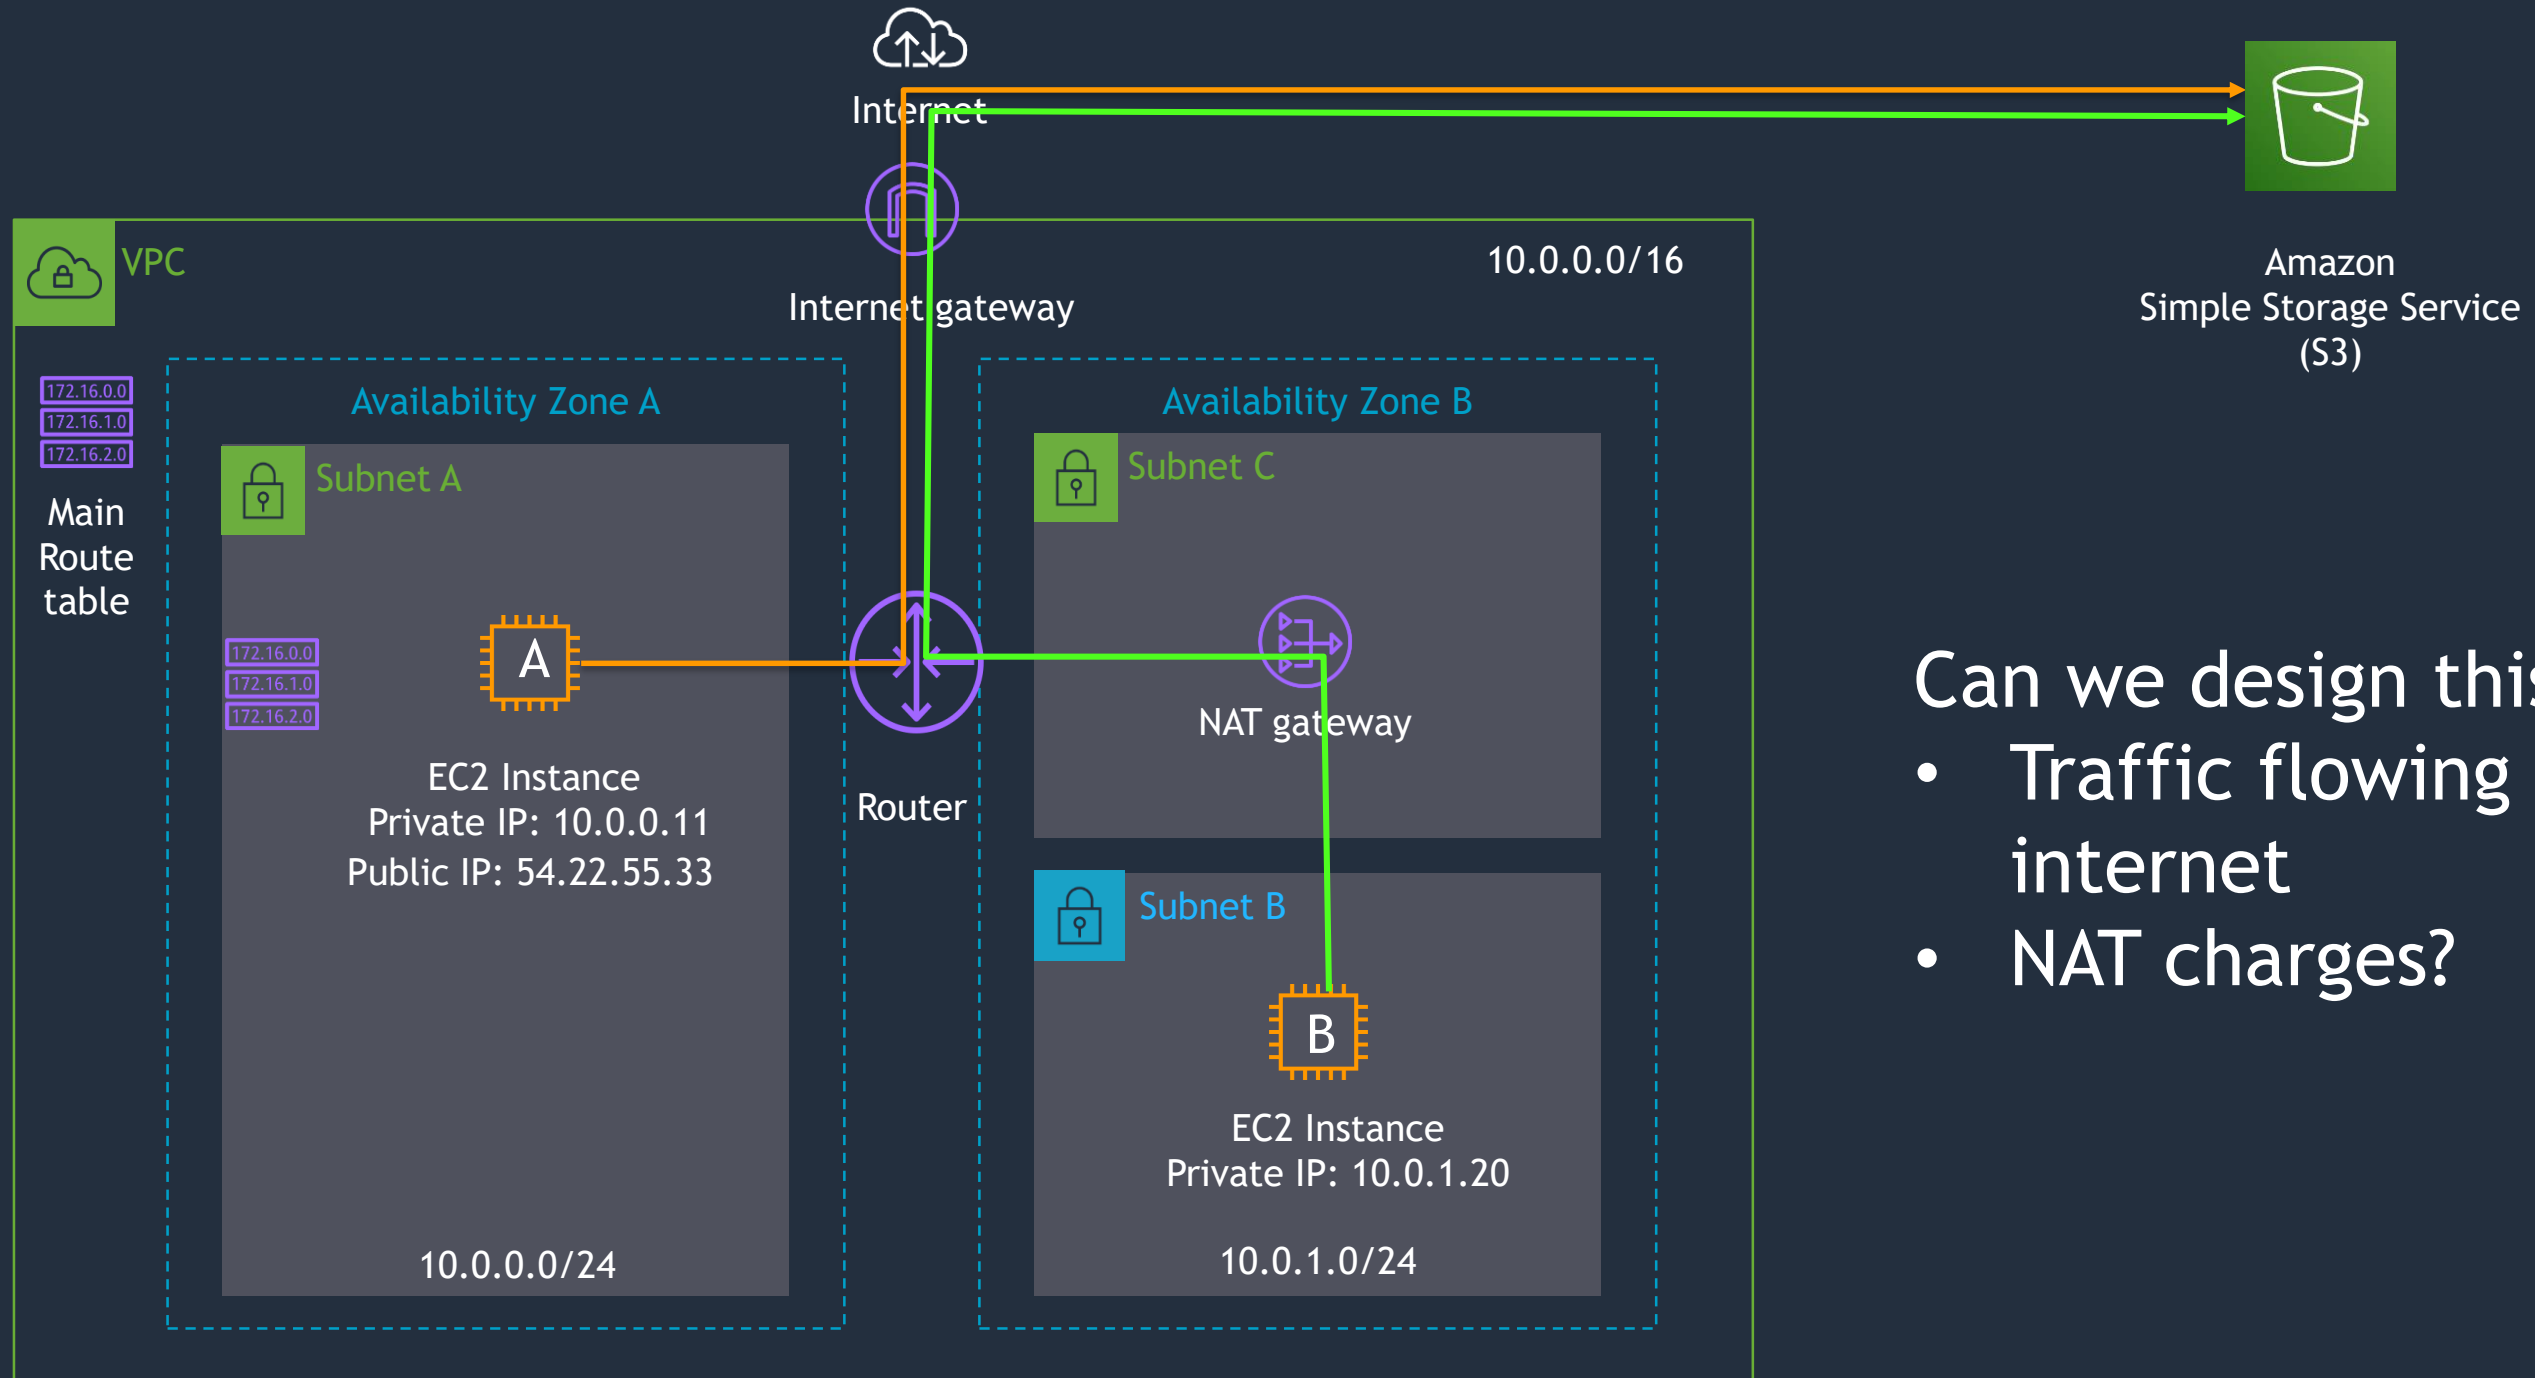 Internet
VPC
10.0.0.0/16
Internet gateway
Amazon
Simple Storage Service
(S3)
172.16.0.0
172.16.1.0
172.16.2.0
Main
Route
table
Availability Zone A
Subnet A
172.16.0.0
172.16.1.0
172.16.2.0
A
EC2 Instance
Private IP: 10.0.0.11
Public IP: 54.22.55.33
10.0.0.0/24
Router
Availability Zone B
Subnet C
NAT gateway
Subnet B
B
EC2 Instance
Private IP: 10.0.1.20
10.0.1.0/24
Can we design this
• Traffic flowing
internet
• NAT charges?